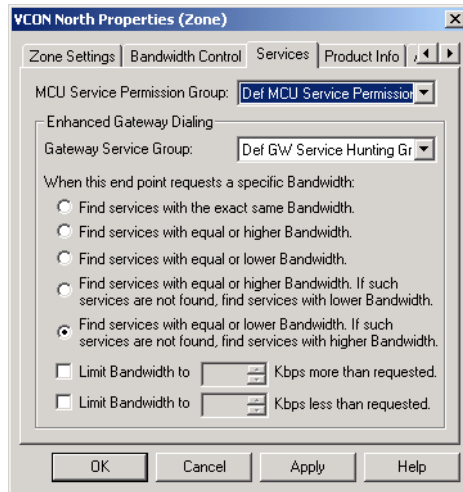 VCON North Properties (Zone)
Zone Settings Bandwidth Control Services Product Info
MCU Service Permission Group: Def MCU Service Permission
Enhanced Gateway Dialing
Gateway Service Group: Def GW Service Hunting Gr
When this end point requests a specific Bandwidth:
Find services with the exact same Bandwidth.
Find services with equal or higher Bandwidth.
Find services with equal or lower Bandwidth.
Find services with equal or higher Bandwidth. If such
services are not found, find services with lower Bandwidth.
Find services with equal or lower Bandwidth. If such
services are not found, find services with higher Bandwidth.
Limit Bandwidth to Kbps more than requested.
Limit Bandwidth to Kbps less than requested.
OK Cancel Apply Help